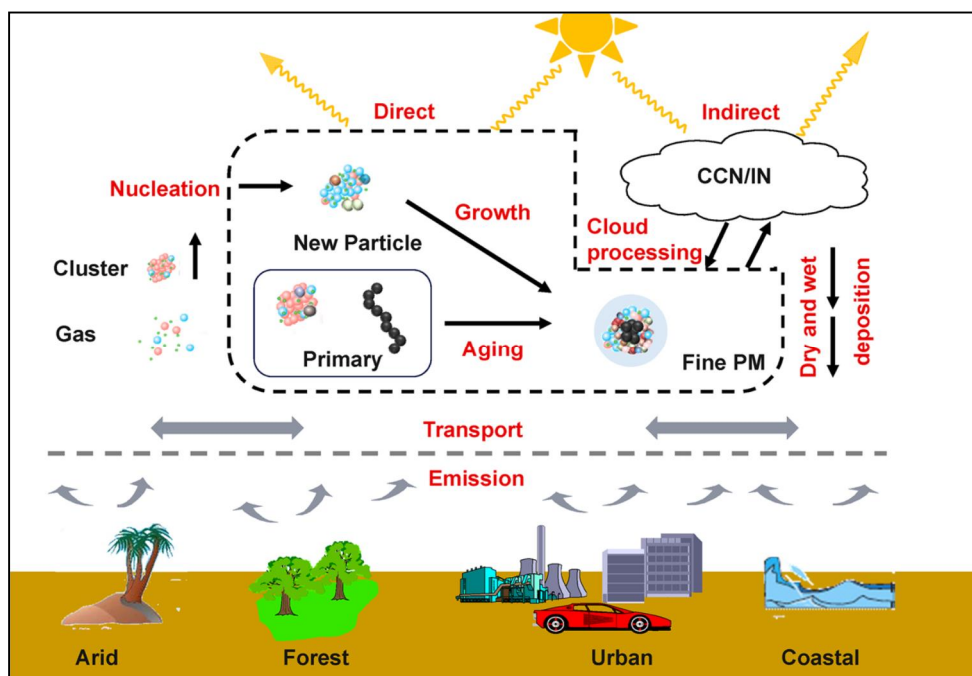 Direct
Indirect
CCN/IN
Nucleation
New Particle
Growth
Cloud
processing
Cluster
Gas
Primary
Aging
Fine PM
Dry and wet
deposition
Transport
Emission
Arid
Forest
Urban
Coastal